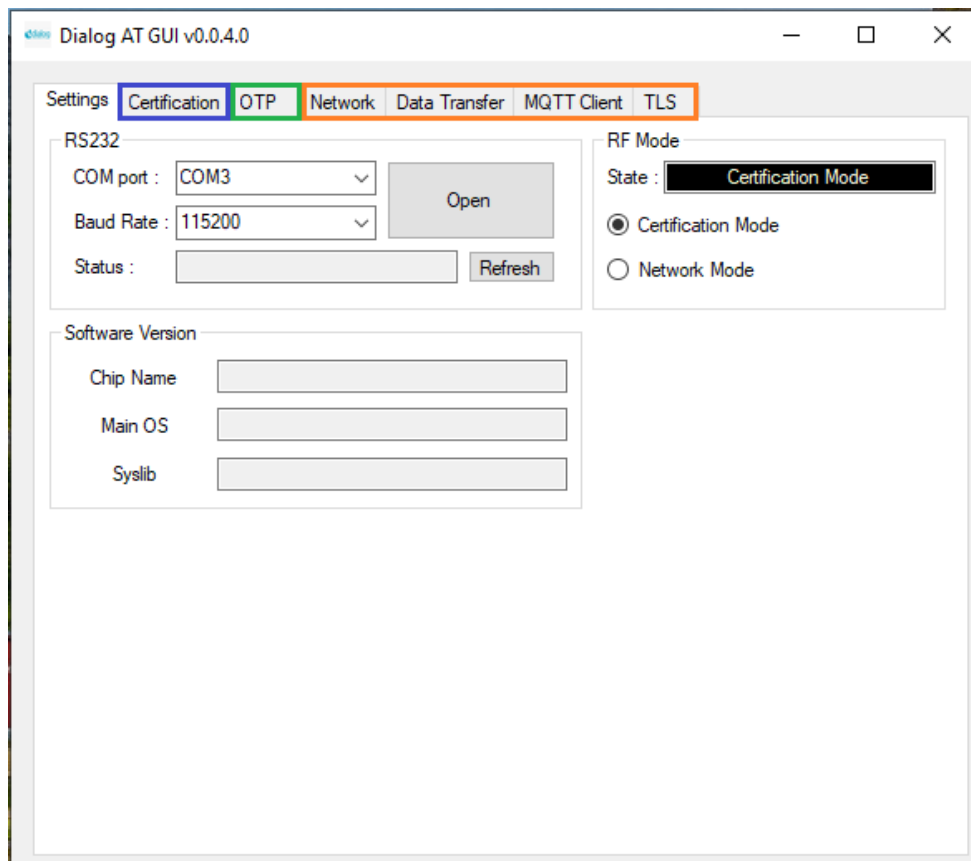 dialog Dialog AT GUI v0.0.4.0
Settings Certification OTP Network Data Transfer MQTT Client TLS
RS232
COM port : COM3
Open
Baud Rate : 115200
Status :
Refresh
RF Mode
State : Certification Mode
Certification Mode
Network Mode
Software Version
Chip Name
Main OS
Syslib